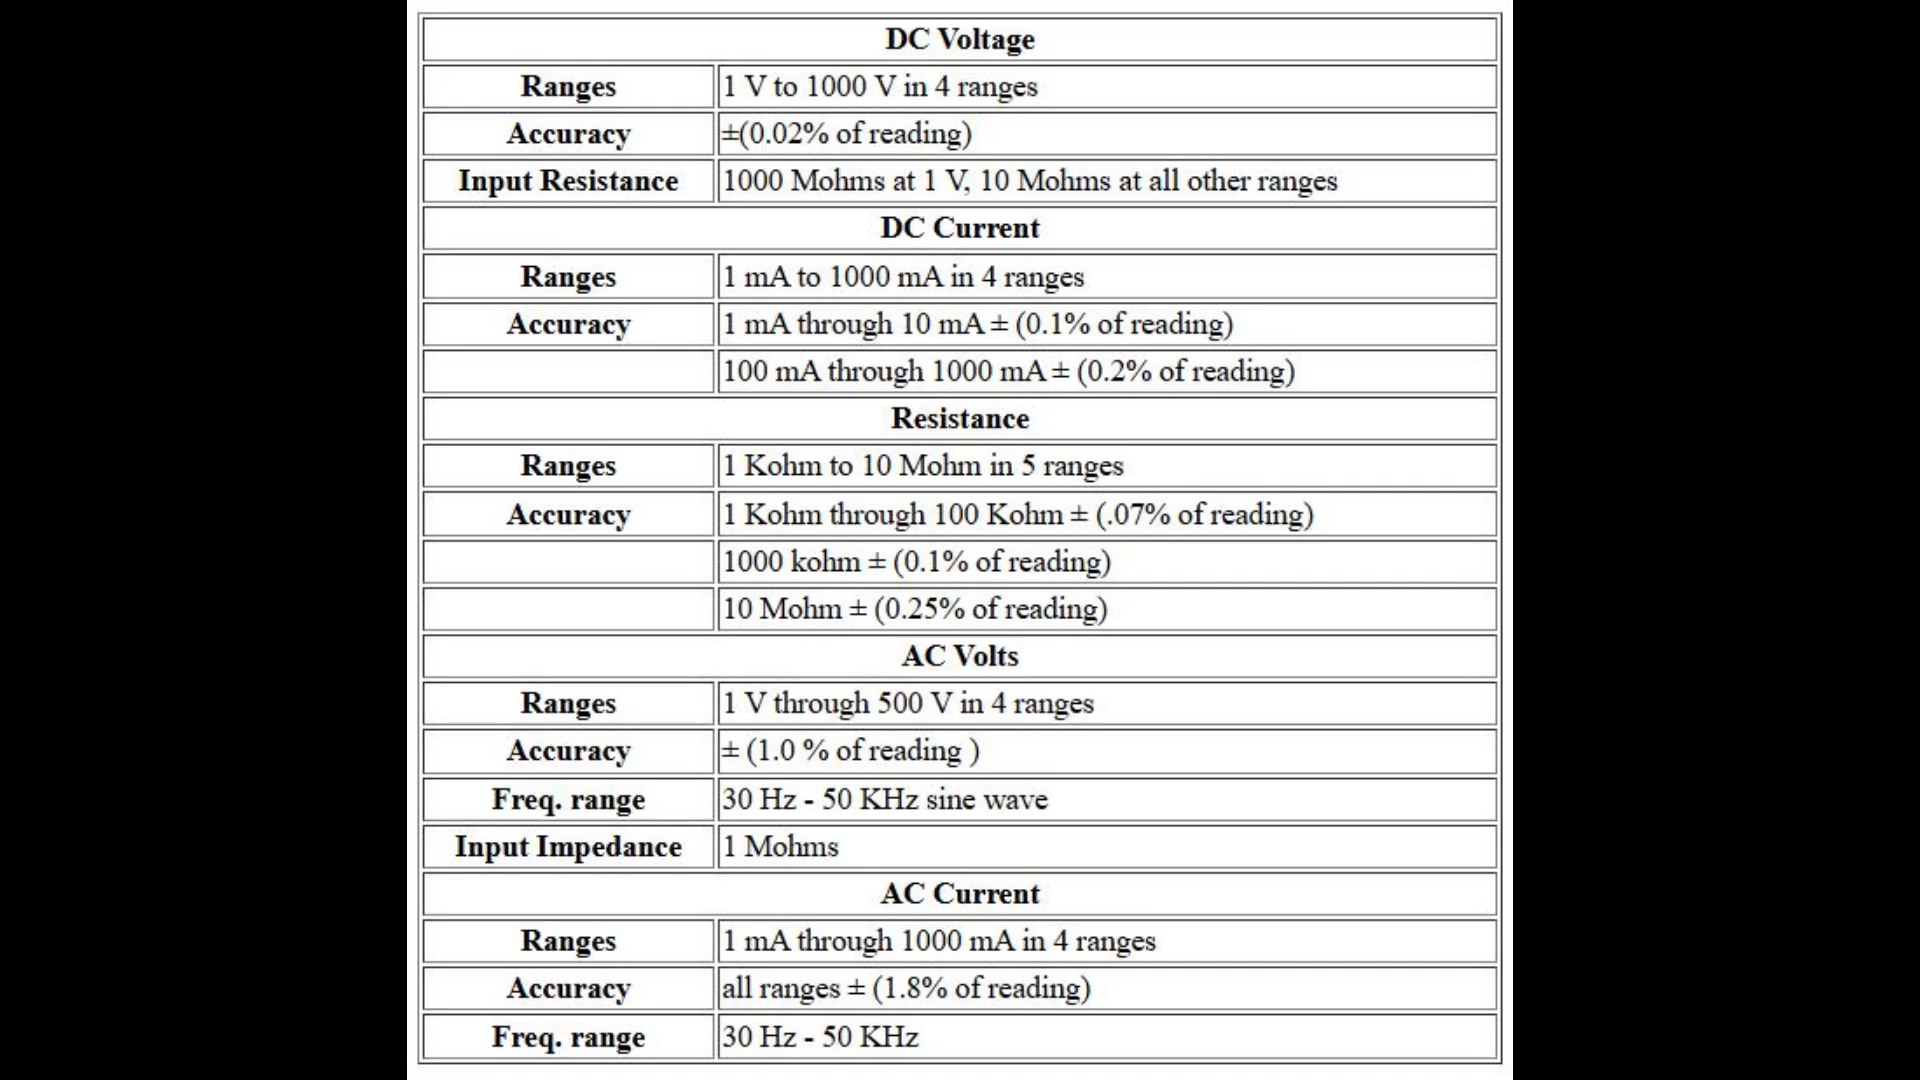 DC Voltage
Ranges 1 V to 1000 V in 4 ranges
Accuracy ±(0.02% of reading)
Input Resistance 1000 Mohms at 1 V, 10 Mohms at all other ranges
DC Current
Ranges 1 mA to 1000 mA in 4 ranges
Accuracy 1 mA through 10 mA ± (0.1% of reading)
100 mA through 1000 mA ± (0.2% of reading)
Resistance
Ranges 1 Kohm to 10 Mohm in 5 ranges
Accuracy 1 Kohm through 100 Kohm ± (.07% of reading)
1000 kohm ± (0.1% of reading)
10 Mohm ± (0.25% of reading)
AC Volts
Ranges 1 V through 500 V in 4 ranges
Accuracy ± (1.0 % of reading )
Freq. range 30 Hz - 50 KHz sine wave
Input Impedance 1 Mohms
AC Current
Ranges 1 mA through 1000 mA in 4 ranges
Accuracy all ranges ± (1.8% of reading)
Freq. range 30 Hz - 50 KHz